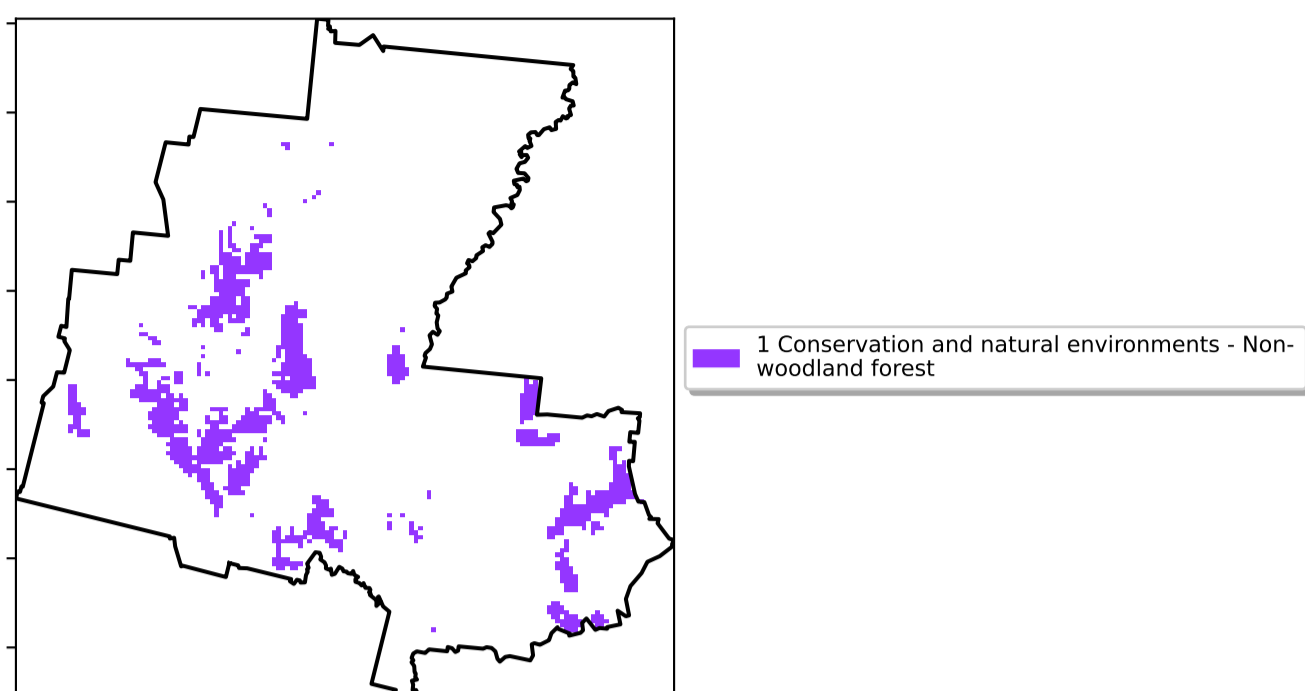 1 Conservation and natural environments - Non-
woodland forest